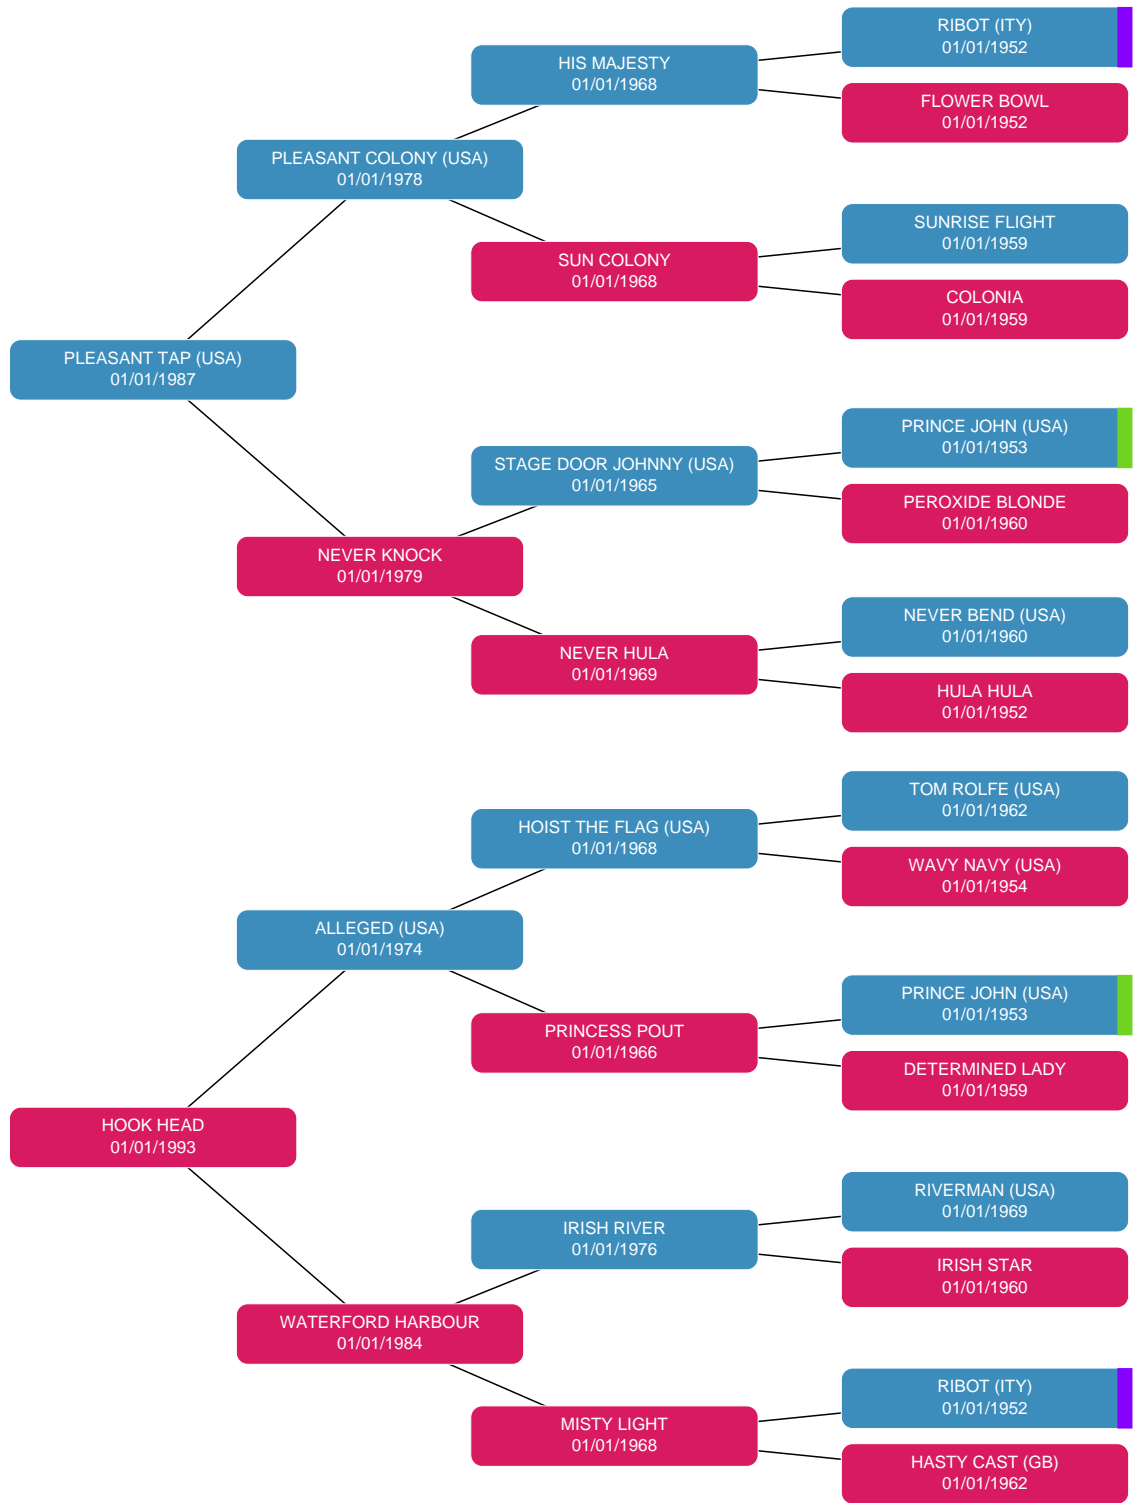 RIBOT (ITY)
01/01/1952
HIS MAJESTY
01/01/1968
FLOWER BOWL
01/01/1952
PLEASANT COLONY (USA)
01/01/1978
SUNRISE FLIGHT
01/01/1959
SUN COLONY
01/01/1968
COLONIA
01/01/1959
PLEASANT TAP (USA)
01/01/1987
PRINCE JOHN (USA)
01/01/1953
STAGE DOOR JOHNNY (USA)
01/01/1965
PEROXIDE BLONDE
01/01/1960
NEVER KNOCK
01/01/1979
NEVER BEND (USA)
01/01/1960
NEVER HULA
01/01/1969
HULA HULA
01/01/1952
TOM ROLFE (USA)
01/01/1962
HOIST THE FLAG (USA)
01/01/1968
WAVY NAVY (USA)
01/01/1954
ALLEGED (USA)
01/01/1974
PRINCE JOHN (USA)
01/01/1953
PRINCESS POUT
01/01/1966
DETERMINED LADY
01/01/1959
HOOK HEAD
01/01/1993
RIVERMAN (USA)
01/01/1969
IRISH RIVER
01/01/1976
IRISH STAR
01/01/1960
WATERFORD HARBOUR
01/01/1984
RIBOT (ITY)
01/01/1952
MISTY LIGHT
01/01/1968
HASTY CAST (GB)
01/01/1962